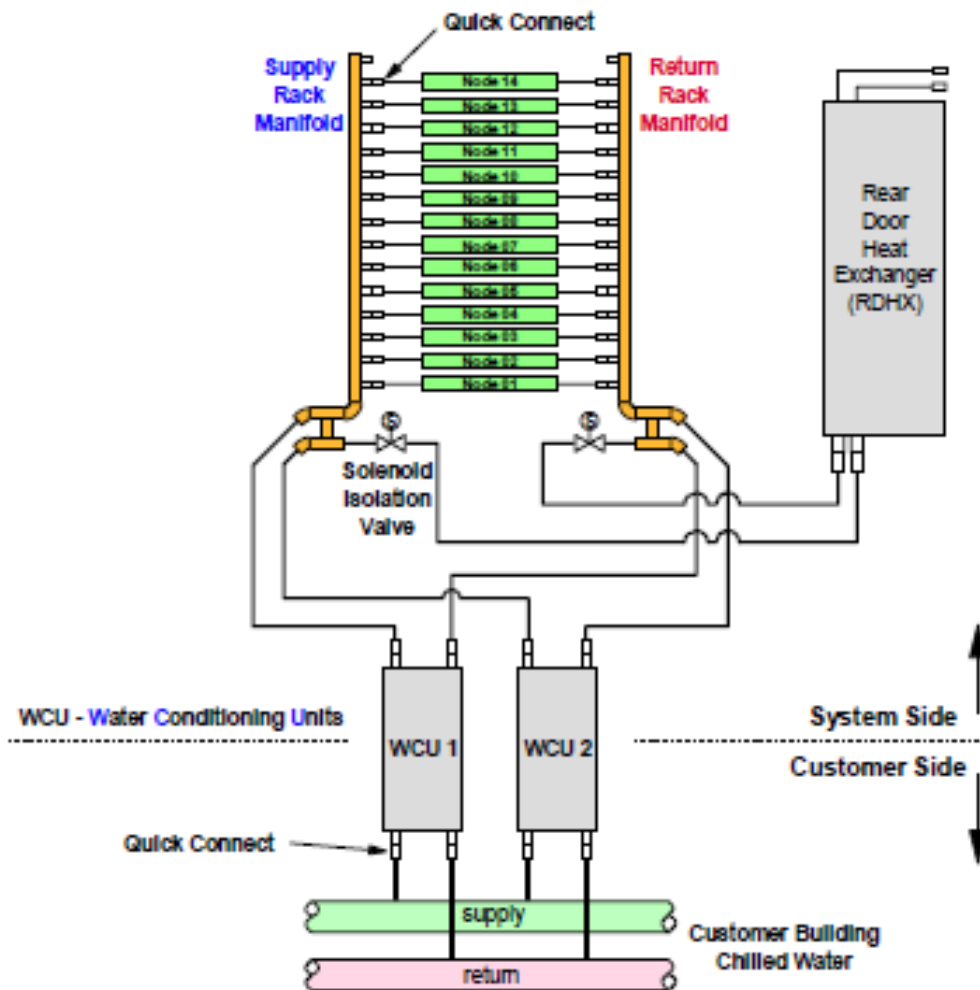 Quick Connect
Supply
Rack
Manifold
Return
Rack
Manifold
Node 14
Node 13
Node 12
Node 11
Node 10
Node 09
Node 08
Node 07
Node 06
Node 05
Node 04
Node 03
Node 02
Node 01
Rear
Door
Heat
Exchanger
(RDHX)
S
S
Solenoid
Isolation
Valve
WCU - Water Conditioning Units
WCU 1
WCU 2
System Side
Customer Side
Quick Connect
supply
return
Customer Building
Chilled Water